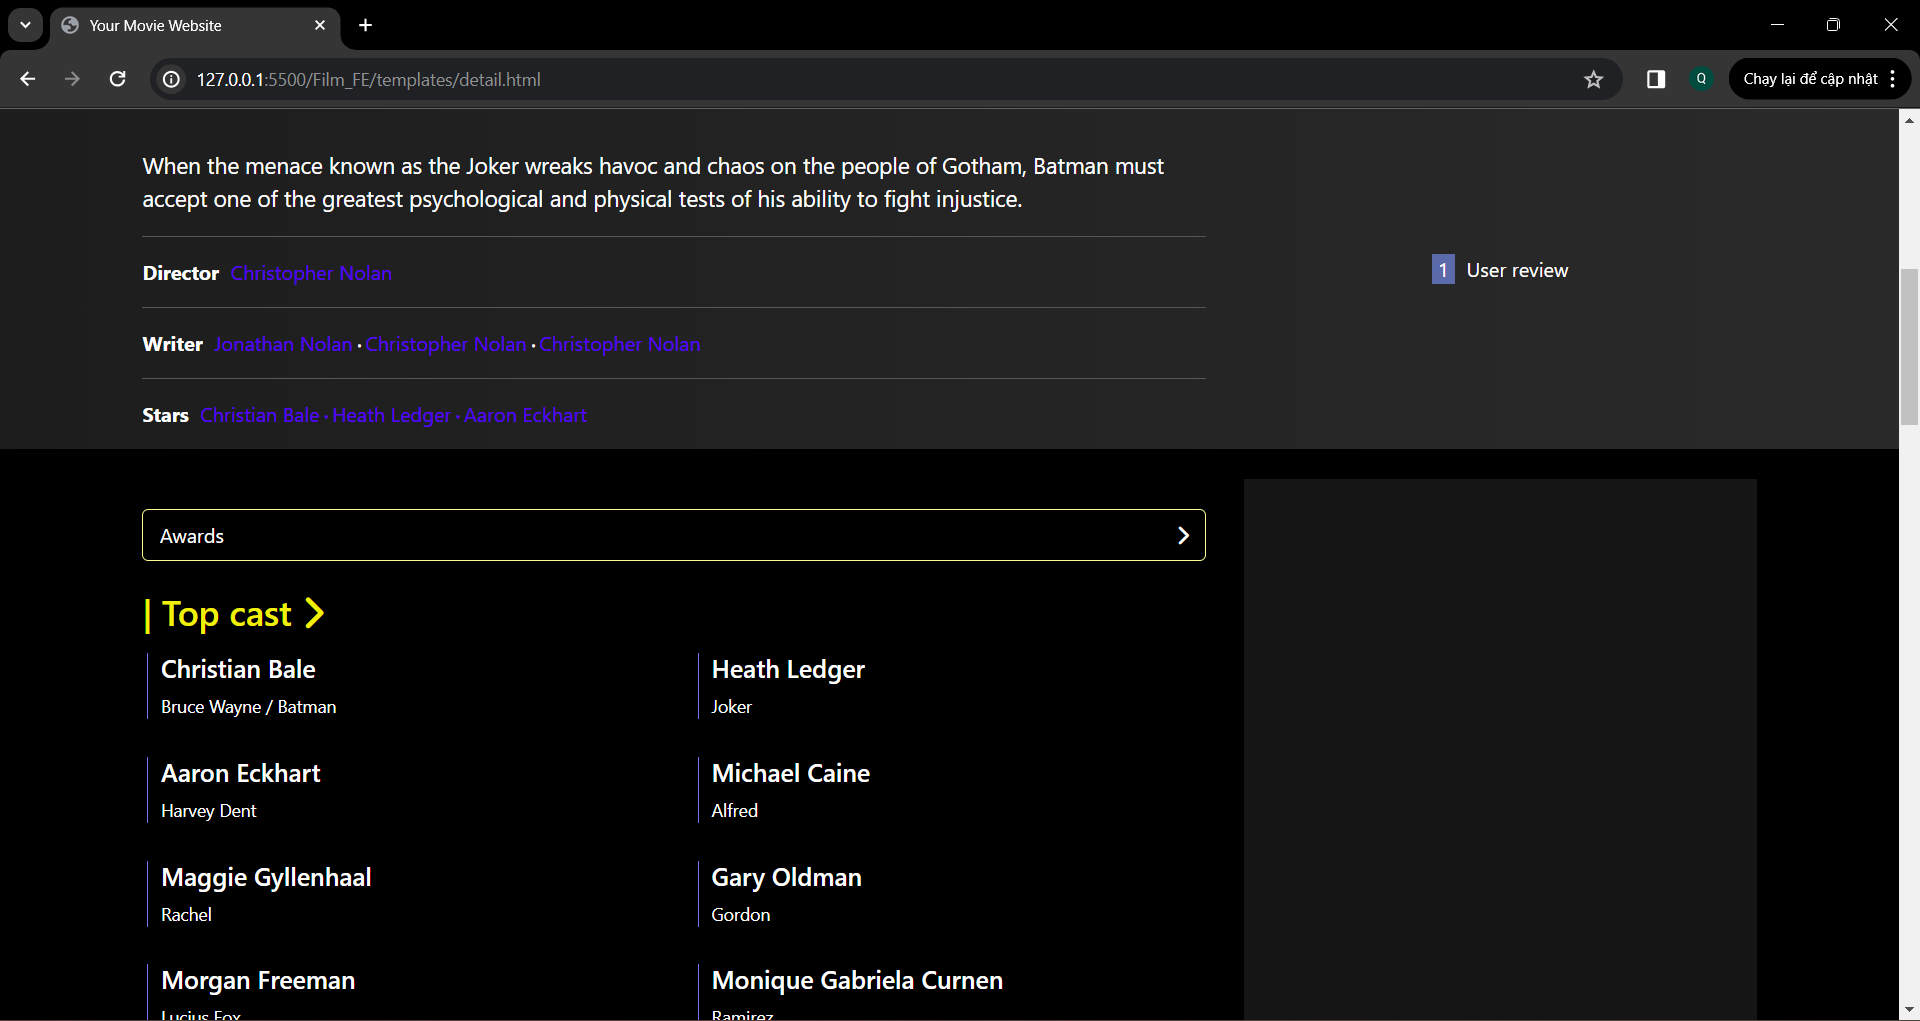 Your Movie Website
127.0.0.1:5500/Film_FE/templates/detail.html
Q
Chạy lại để cập nhật
When the menace known as the Joker wreaks havoc and chaos on the people of Gotham, Batman must
accept one of the greatest psychological and physical tests of his ability to fight injustice.
Director Christopher Nolan
1 User review
Writer Jonathan Nolan · Christopher Nolan · Christopher Nolan
Stars Christian Bale · Heath Ledger · Aaron Eckhart
Awards
| Top cast
Christian Bale
Bruce Wayne / Batman
Heath Ledger
Joker
Aaron Eckhart
Harvey Dent
Michael Caine
Alfred
Maggie Gyllenhaal
Rachel
Gary Oldman
Gordon
Morgan Freeman
Lucius Fox
Monique Gabriela Curnen
Ramirez